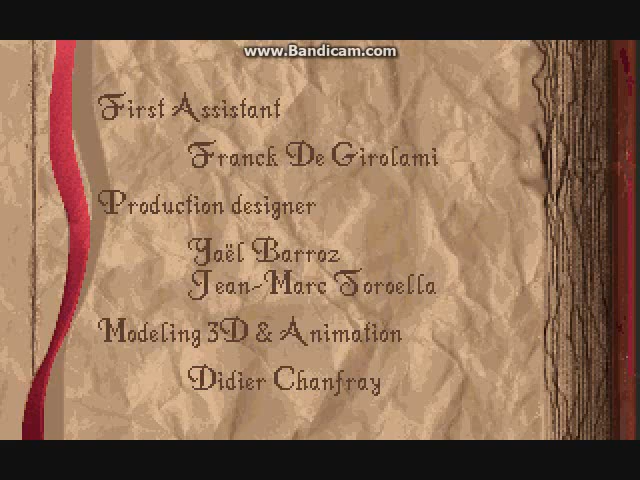 www.Bandicam.com
First Assistant
Franck De Girolami
Production designer
Yaël Barroz
Jean-Marc Toroella
Modeling 3D & Animation
Didier Chanfray